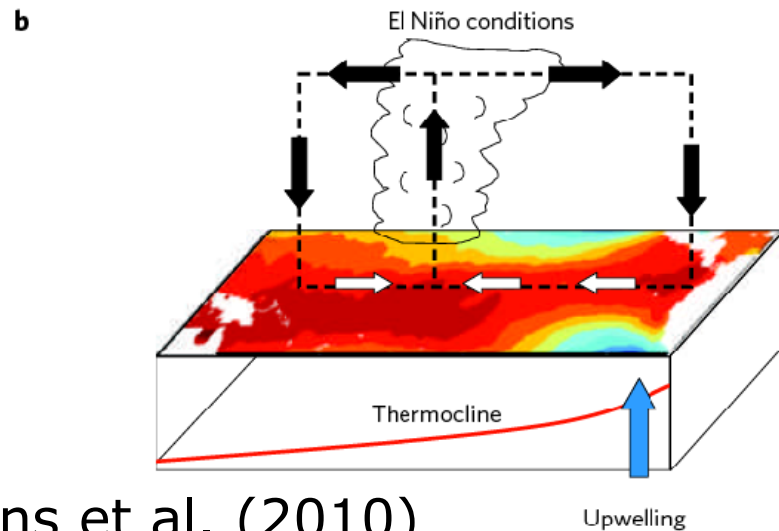 b
El Niño conditions
Thermocline
ns et al. (2010)
Upwelling